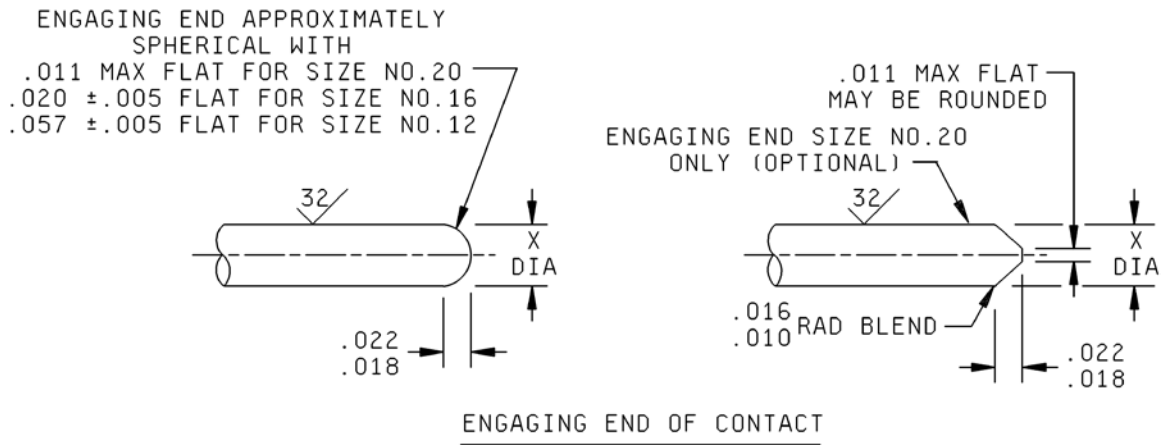 ENGAGING END APPROXIMATELY
SPHERICAL WITH
.011 MAX FLAT FOR SIZE NO.20
.020 ±.005 FLAT FOR SIZE NO.16
.057 ±.005 FLAT FOR SIZE NO.12
32
X
DIA
.022
.018
.011 MAX FLAT
MAY BE ROUNDED
ENGAGING END SIZE NO.20
ONLY (OPTIONAL)
32
X
DIA
.016
.010
RAD BLEND
.022
.018
ENGAGING END OF CONTACT